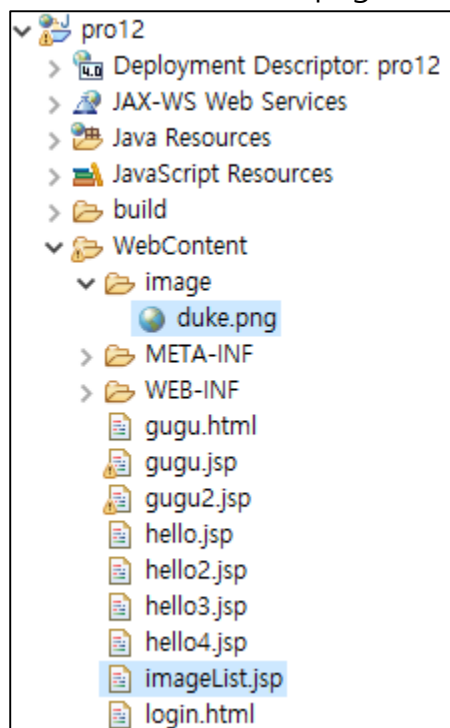 pro12
4.0 Deployment Descriptor: pro12
JAX-WS Web Services
Java Resources
JavaScript Resources
build
WebContent
image
duke.png
META-INF
WEB-INF
gugu.html
gugu.jsp
gugu2.jsp
hello.jsp
hello2.jsp
hello3.jsp
hello4.jsp
imageList.jsp
login.html